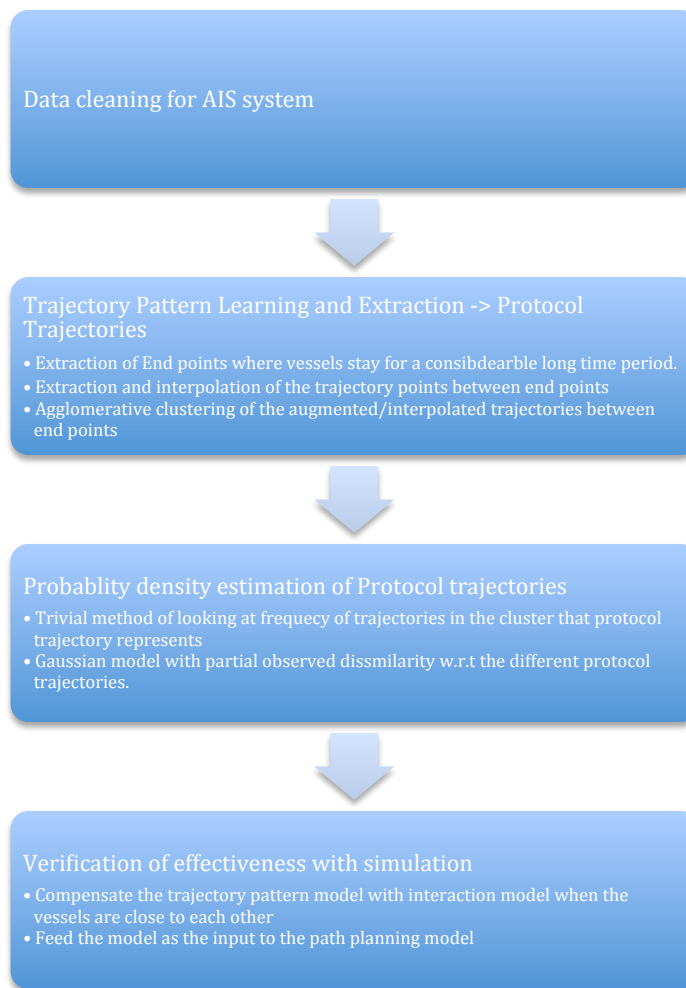 Data cleaning for AIS system
Trajectory Pattern Learning and Extraction -> Protocol
Trajectories
• Extraction of End points where vessels stay for a consibdearble long time period.
• Extraction and interpolation of the trajectory points between end points
• Agglomerative clustering of the augmented/interpolated trajectories between
end points
Probablity density estimation of Protocol trajectories
• Trivial method of looking at frequecy of trajectories in the cluster that protocol
trajectory represents
• Gaussian model with partial observed dissmilarity w.r.t the different protocol
trajectories.
Verification of effectiveness with simulation
• Compensate the trajectory pattern model with interaction model when the
vessels are close to each other
• Feed the model as the input to the path planning model